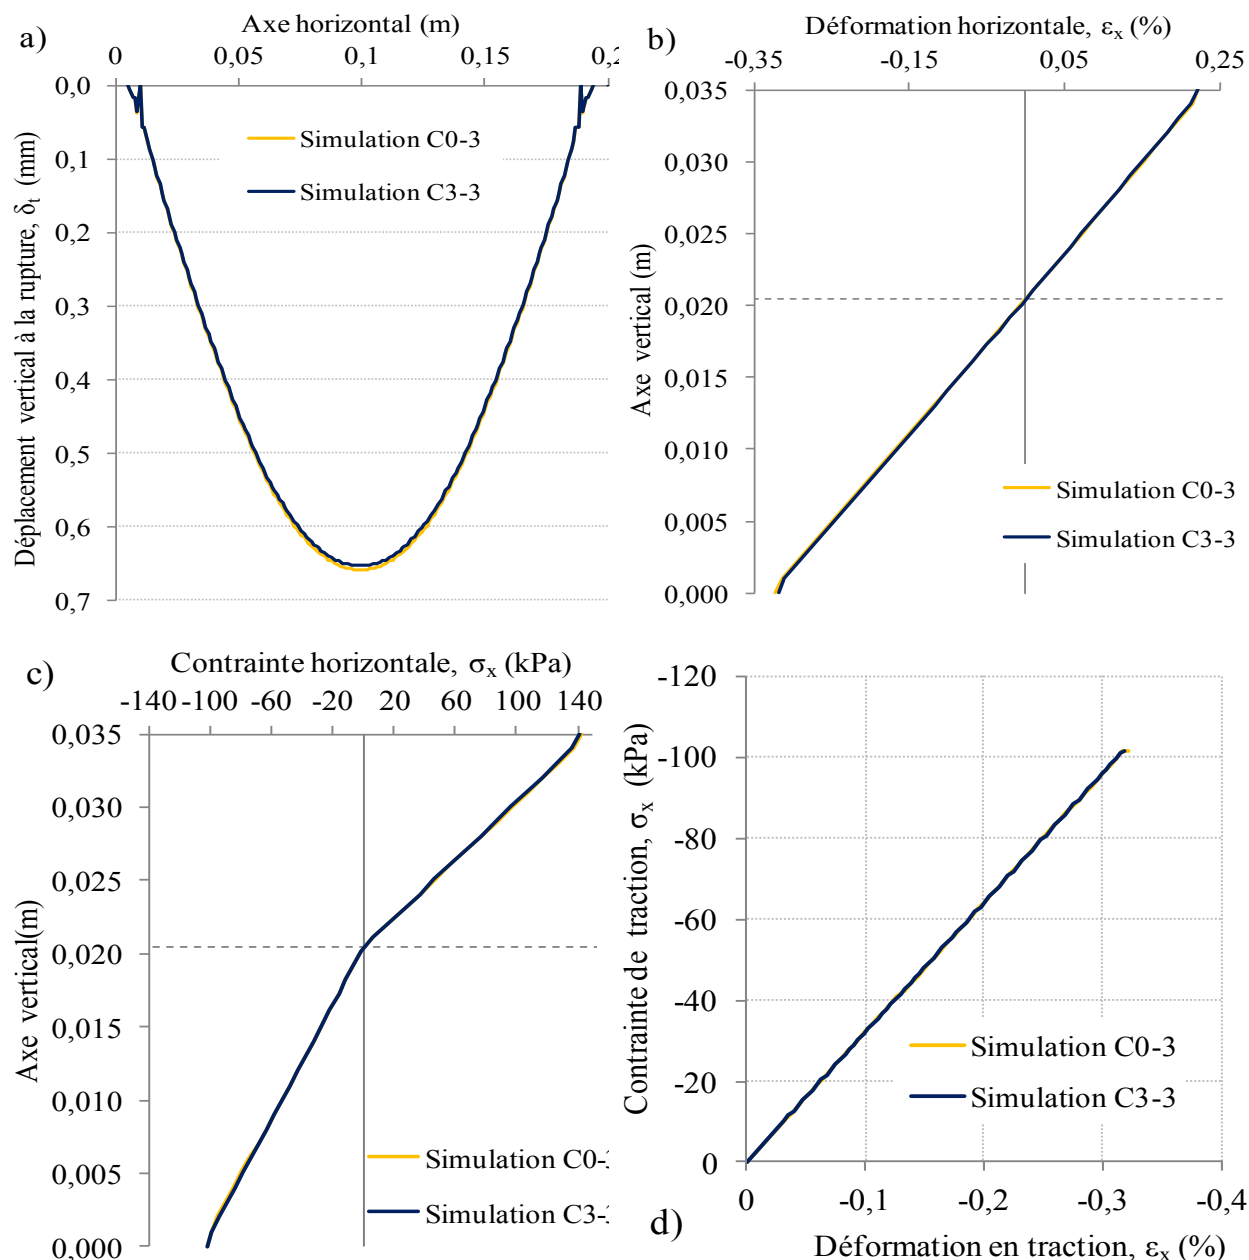 a)
Axe horizontal (m)
0 0,05 0,1 0,15 0,2
0,0
0,1
0,2
0,3
0,4
0,5
0,6
0,7
Déplacement vertical à la rupture, δt (mm)
Simulation C0-3
Simulation C3-3
b)
Déformation horizontale, εx (%)
-0,35 -0,15 0,05 0,25
0,035
0,030
0,025
0,020
0,015
0,010
0,005
0,000
Axe vertical (m)
Simulation C0-3
Simulation C3-3
c)
Contrainte horizontale, σx (kPa)
-140 -100 -60 -20 20 60 100 140
0,035
0,030
0,025
0,020
0,015
0,010
0,005
0,000
Axe vertical(m)
Simulation C0-
Simulation C3-
-120
-100
-80
-60
-40
-20
0
Contrainte de traction, σx (kPa)
Simulation C0-3
Simulation C3-3
0 -0,1 -0,2 -0,3 -0,4
d)
Déformation en traction, εx (%)